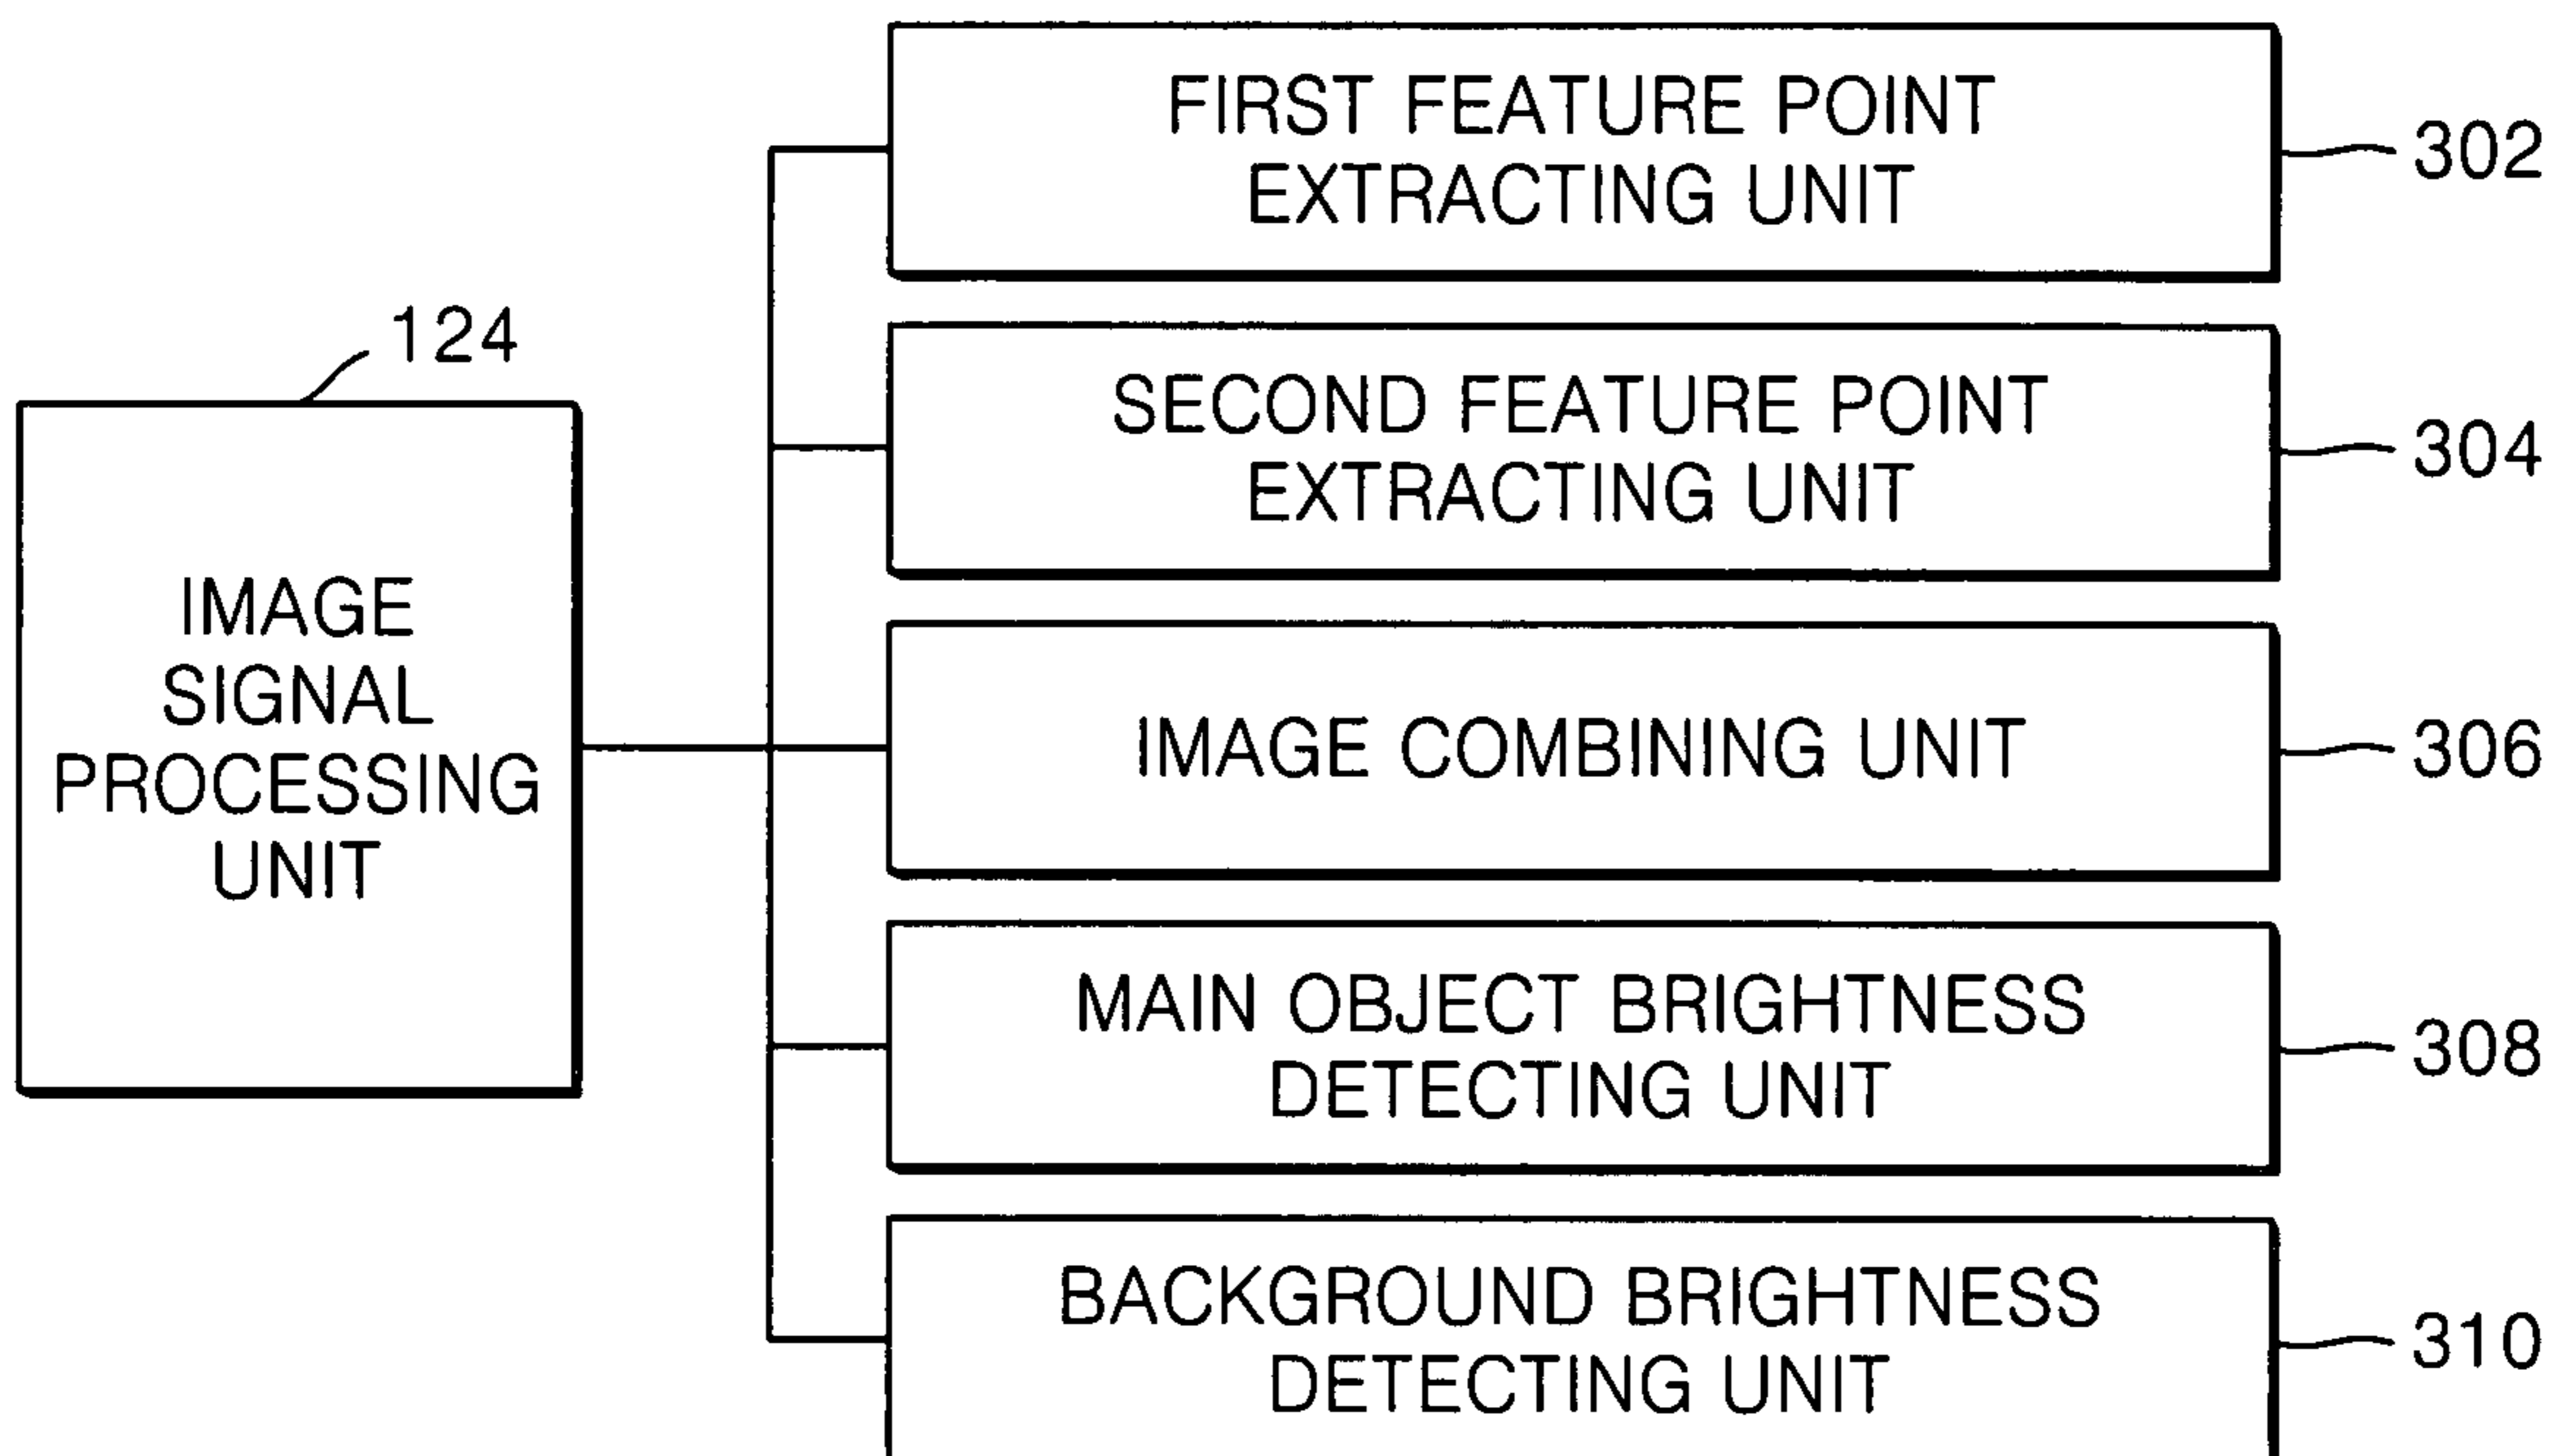 124
IMAGE
SIGNAL
PROCESSING
UNIT
FIRST FEATURE POINT
EXTRACTING UNIT
302
SECOND FEATURE POINT
EXTRACTING UNIT
304
IMAGE COMBINING UNIT
306
MAIN OBJECT BRIGHTNESS
DETECTING UNIT
308
BACKGROUND BRIGHTNESS
DETECTING UNIT
310